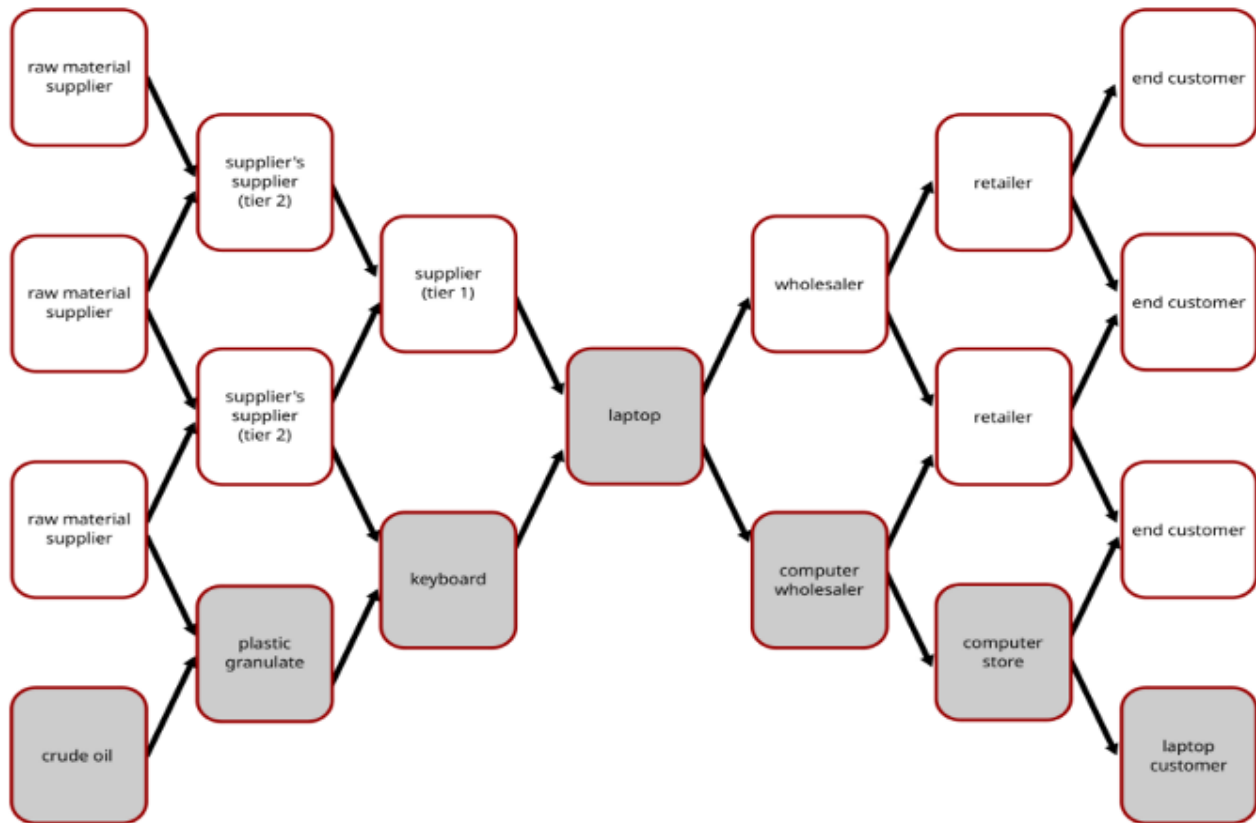 raw material
supplier
raw material
supplier
raw material
supplier
crude oil
supplier's
supplier
(tier 2)
supplier's
supplier
(tier 2)
plastic
granulate
supplier
(tier 1)
keyboard
laptop
wholesaler
computer
wholesaler
retailer
retailer
computer
store
end customer
end customer
end customer
laptop
customer